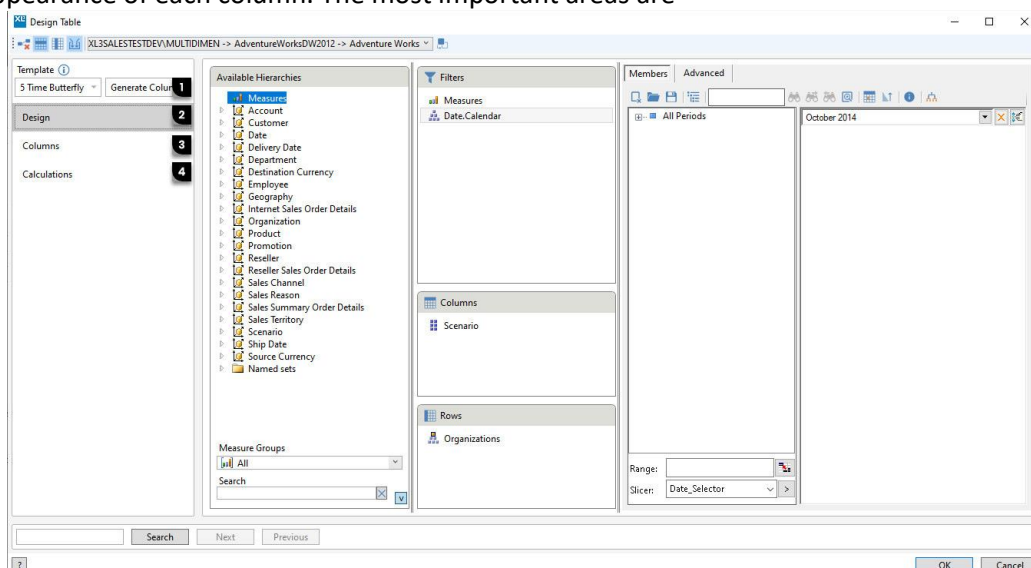 ppearance of each column. The most important areas are
Design Table
XL3SALESTESTDEV\MULTIDIMEN -> AdventureWorksDW2012 -> Adventure Works
Template
5 Time Butterfly
Generate Colum
1
Design
2
Columns
3
Calculations
4
Available Hierarchies
Measures
Account
Customer
Date
Delivery Date
Department
Destination Currency
Employee
Geography
Internet Sales Order Details
Organization
Product
Promotion
Reseller
Reseller Sales Order Details
Sales Channel
Sales Reason
Sales Summary Order Details
Sales Territory
Scenario
Ship Date
Source Currency
Named sets
Measure Groups
All
Search
v
Filters
Measures
Date.Calendar
Columns
Scenario
Rows
Organizations
Members
Advanced
All Periods
October 2014
Range:
Slicer:
Date_Selector
>
Search
Next
Previous
?
OK
Cancel